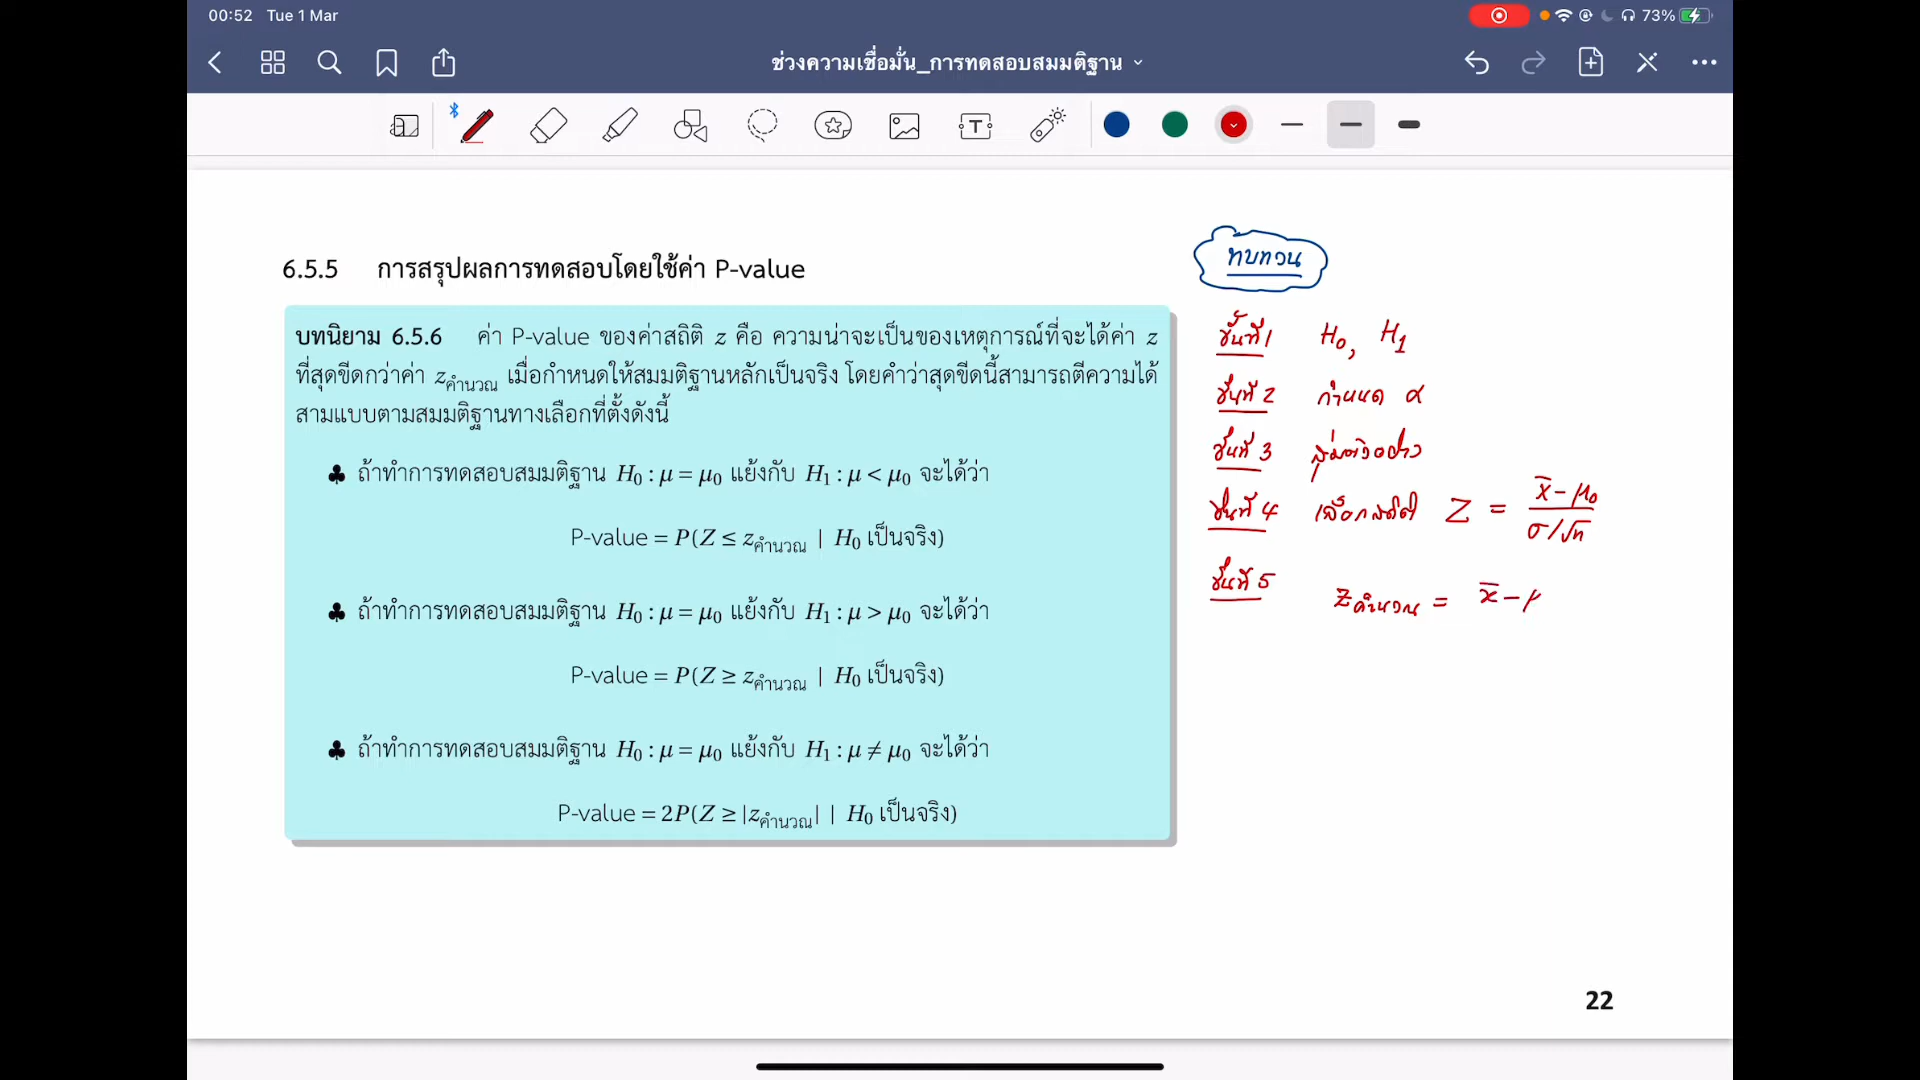 00:52 Tue 1 Mar
73%
ช่วงความเชื่อมั่น_การทดสอบสมมติฐาน
6.5.5 การสรุปผลการทดสอบโดยใช้ค่า P-value
บทนิยาม 6.5.6 ค่า P-value ของค่าสถิติ z คือ ความน่าจะเป็นของเหตุการณ์ที่จะได้ค่า z
ที่สุดขีดกว่าค่า z คำนวณ เมื่อกำหนดให้สมมติฐานหลักเป็นจริง โดยคำว่าสุดขีดนี้สามารถตีความได้
สามแบบตามสมมติฐานทางเลือกที่ตั้งดังนี้
♣ ถ้าทำการทดสอบสมมติฐาน H₀ : μ = μ₀ แย้งกับ H₁ : μ < μ₀ จะได้ว่า
P-value = P(Z ≤ z คำนวณ | H₀ เป็นจริง)
♣ ถ้าทำการทดสอบสมมติฐาน H₀ : μ = μ₀ แย้งกับ H₁ : μ > μ₀ จะได้ว่า
P-value = P(Z ≥ z คำนวณ | H₀ เป็นจริง)
♣ ถ้าทำการทดสอบสมมติฐาน H₀ : μ = μ₀ แย้งกับ H₁ : μ ≠ μ₀ จะได้ว่า
P-value = 2P(Z ≥ |z คำนวณ| | H₀ เป็นจริง)
ทบทวน
ขั้นที่ 1 H₀, H₁
ขั้นที่ 2 กำหนด α
ขั้นที่ 3 สุ่มตัวอย่าง
ขั้นที่ 4 เลือกสถิติ Z = (x̄ - μ₀) / (σ/√n)
ขั้นที่ 5 z คำนวณ = x̄ - μ
22